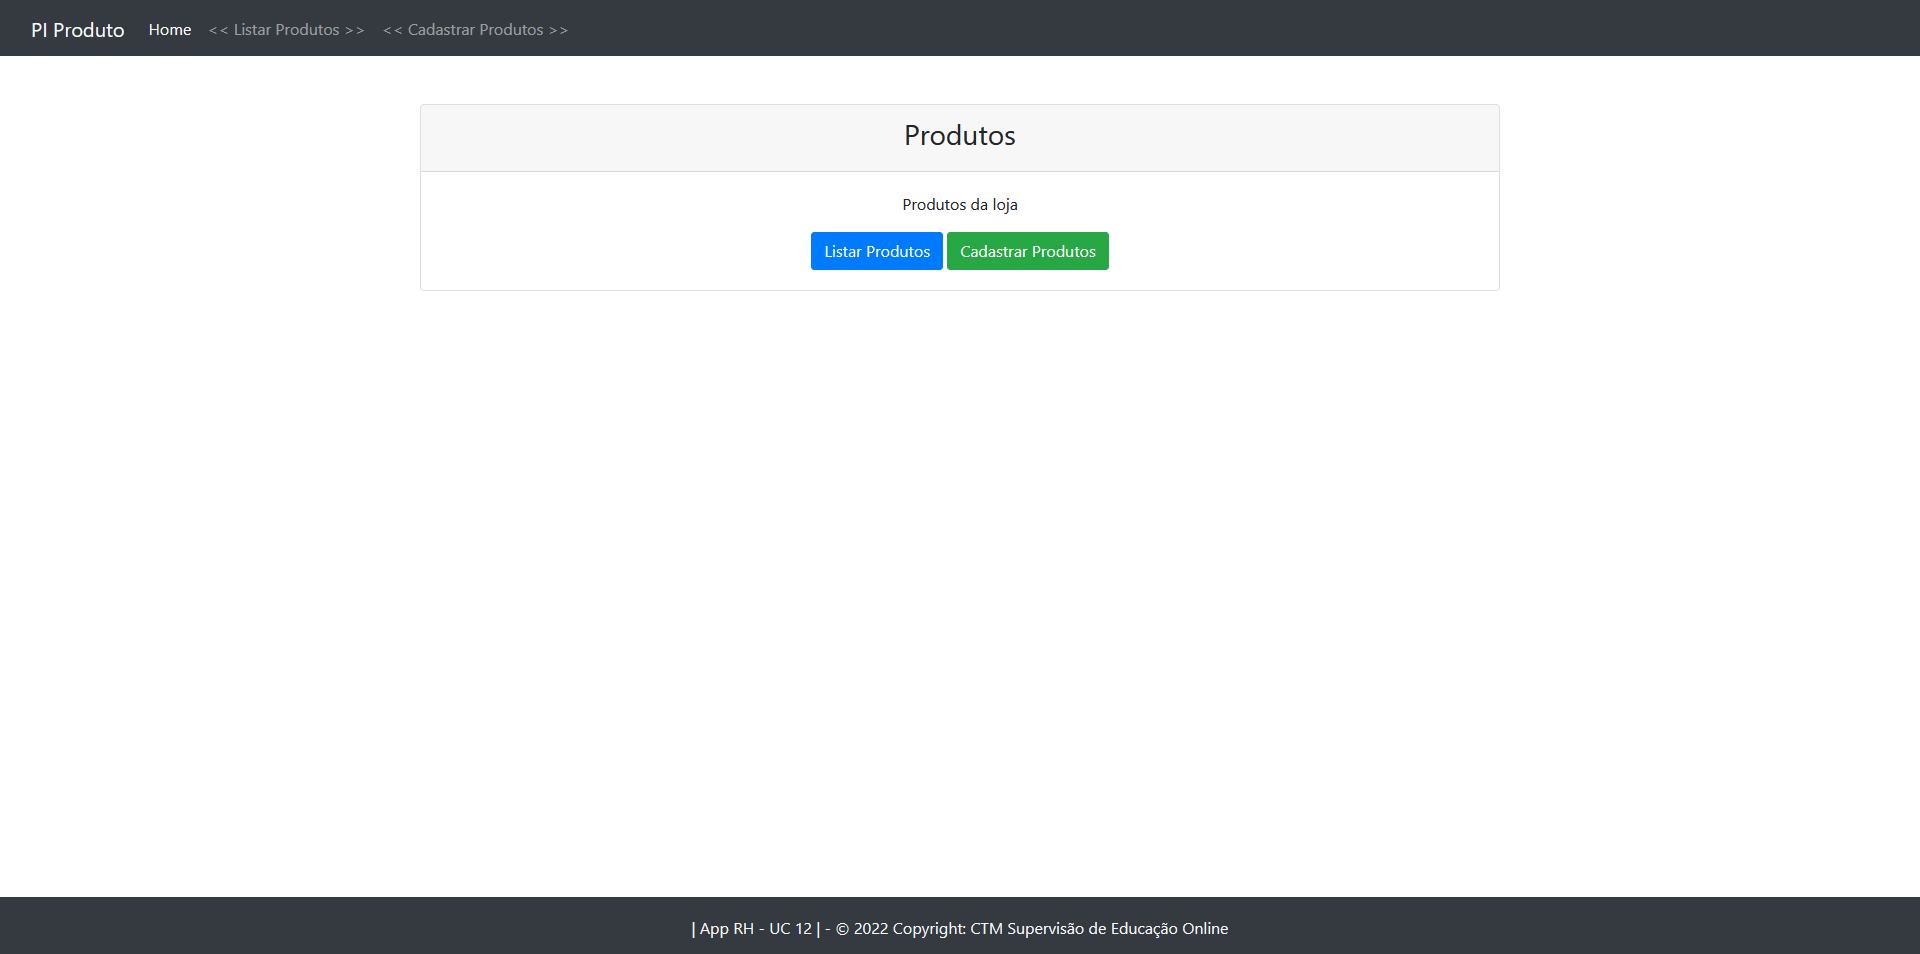 PI Produto Home << Listar Produtos >> << Cadastrar Produtos >>
Produtos
Produtos da loja
Listar Produtos Cadastrar Produtos
| App RH - UC 12 | - © 2022 Copyright: CTM Supervisão de Educação Online